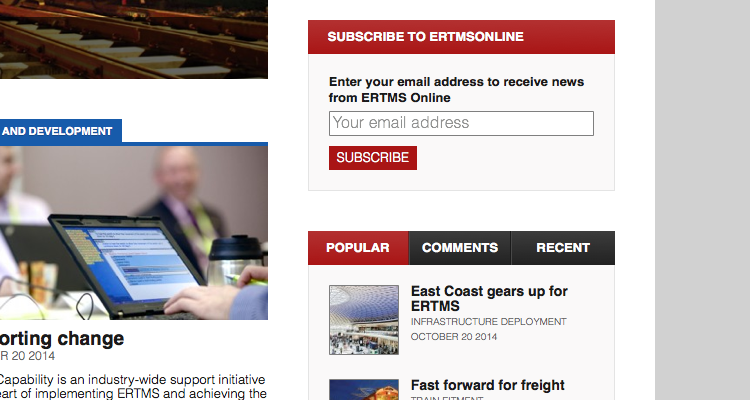 AND DEVELOPMENT
orting change
R 20 2014
Capability is an industry-wide support initiative
eart of implementing ERTMS and achieving the
SUBSCRIBE TO ERTMSONLINE
Enter your email address to receive news
from ERTMS Online
Your email address
SUBSCRIBE
POPULAR COMMENTS RECENT
East Coast gears up for
ERTMS
INFRASTRUCTURE DEPLOYMENT
OCTOBER 20 2014
Fast forward for freight
TRAIN FITMENT